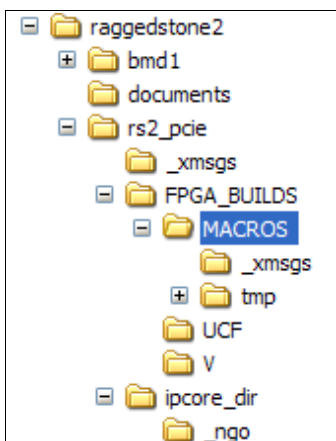 raggedstone2
bmd1
documents
rs2_pcie
_xmsgs
FPGA_BUILDS
MACROS
_xmsgs
tmp
UCF
V
ipcore_dir
_ngo